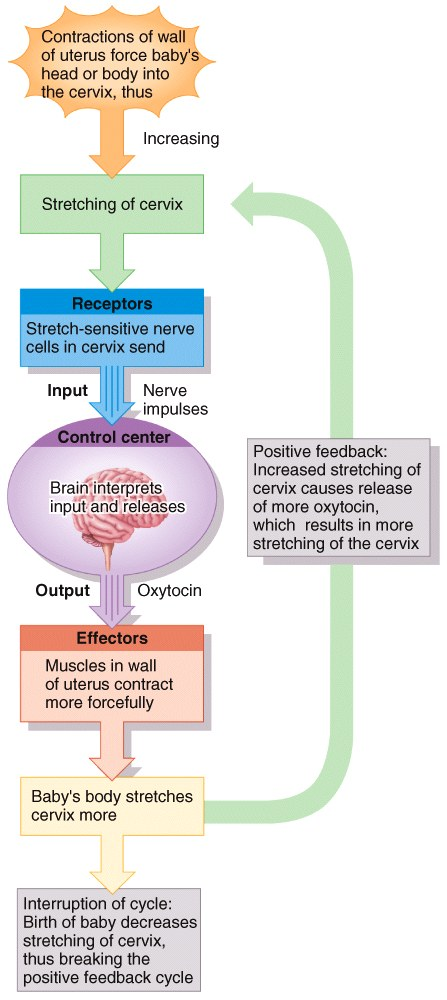 Contractions of wall
of uterus force baby's
head or body into
the cervix, thus
Increasing
Stretching of cervix
Receptors
Stretch-sensitive nerve
cells in cervix send
Input
Nerve
impulses
Control center
Brain interprets
input and releases
Output
Oxytocin
Effectors
Muscles in wall
of uterus contract
more forcefully
Baby's body stretches
cervix more
Positive feedback:
Increased stretching of
cervix causes release
of more oxytocin,
which results in more
stretching of the cervix
Interruption of cycle:
Birth of baby decreases
stretching of cervix,
thus breaking the
positive feedback cycle